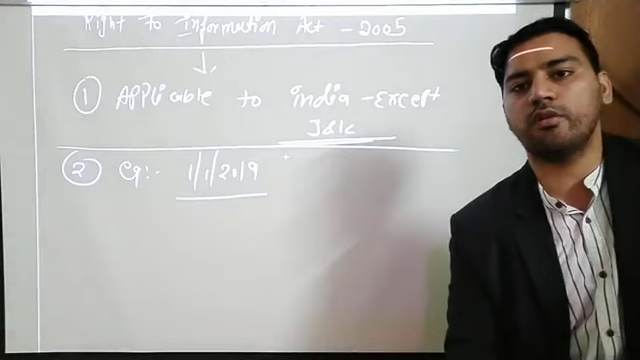 Right To Information Act - 2005
① Applicable to India - Except
J&K
② Eg:- 1/1/2019